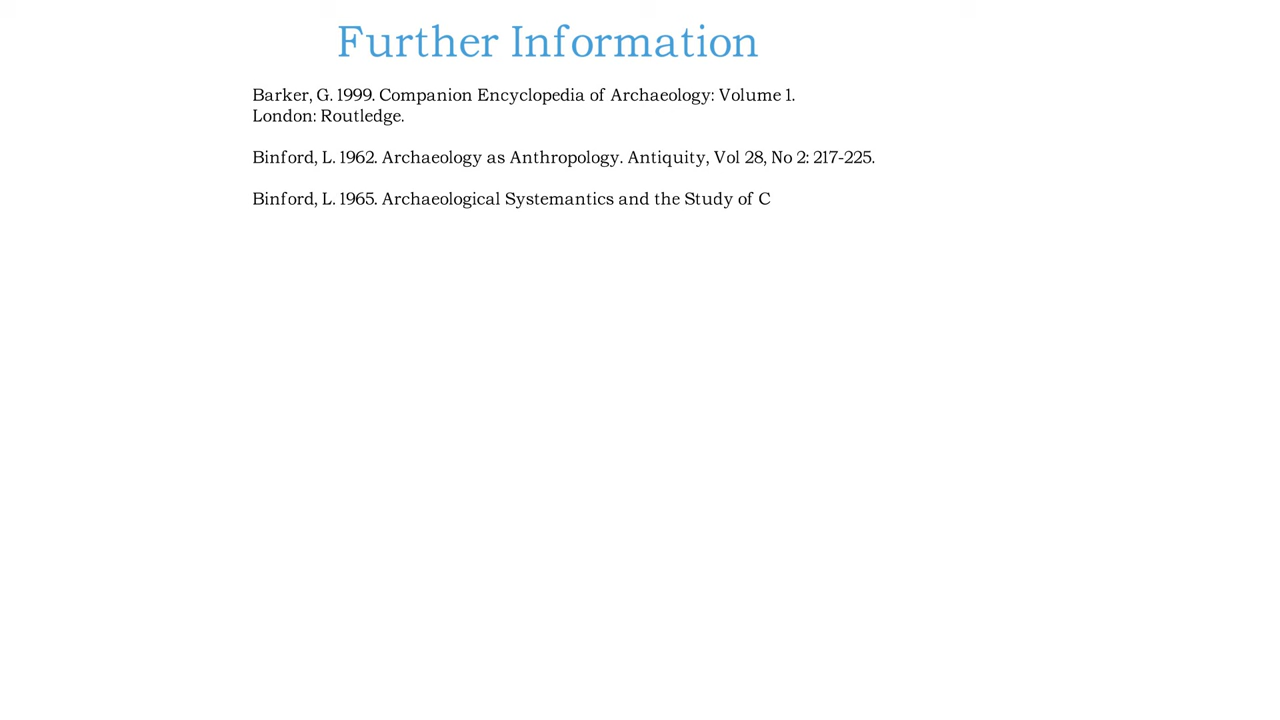 Further Information
Barker, G. 1999. Companion Encyclopedia of Archaeology: Volume 1.
London: Routledge.
Binford, L. 1962. Archaeology as Anthropology. Antiquity, Vol 28, No 2: 217-225.
Binford, L. 1965. Archaeological Systemantics and the Study of C